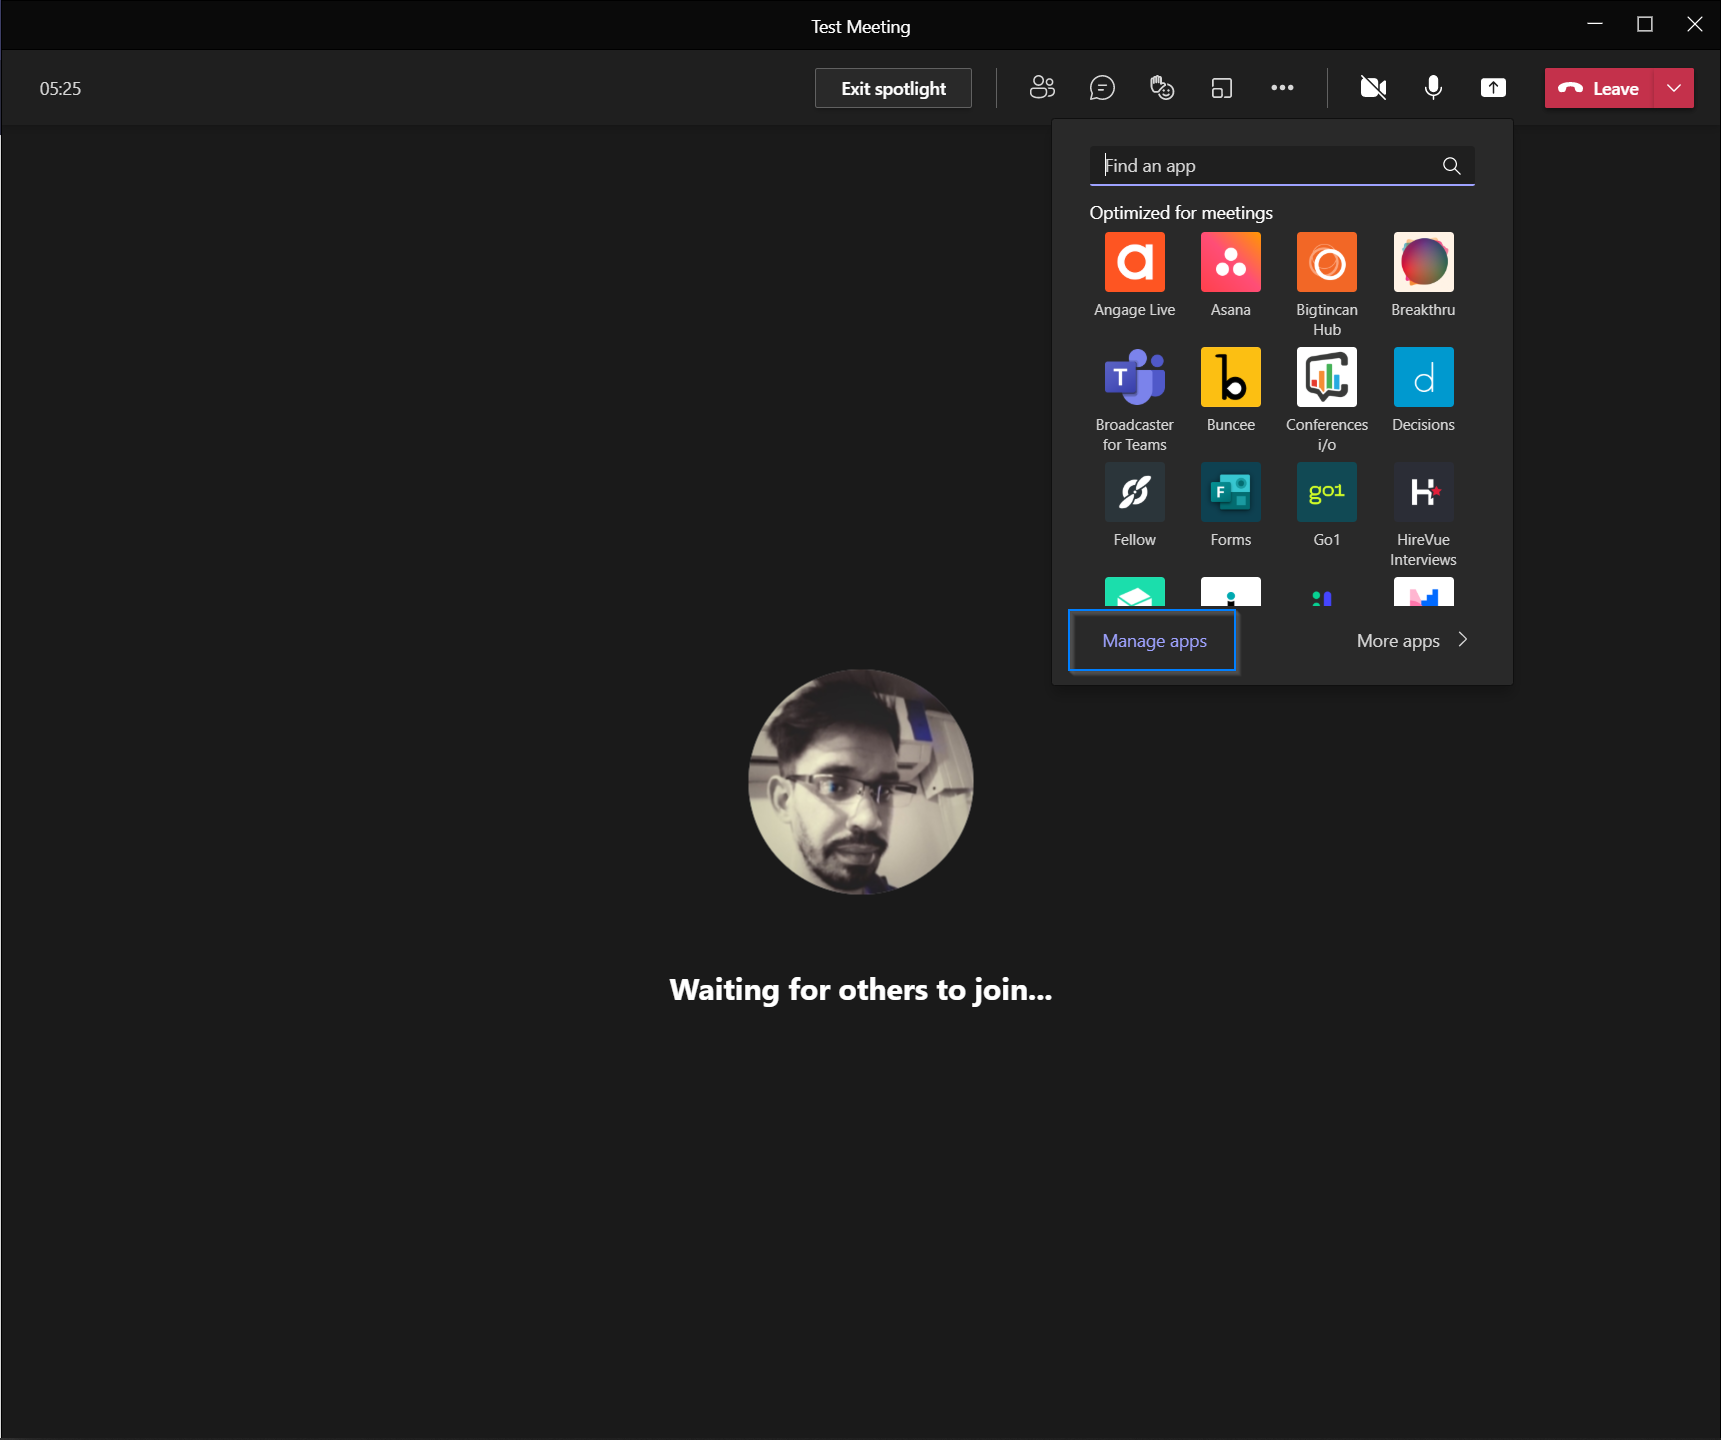 Test Meeting
05:25
Exit spotlight
Leave
Find an app
Optimized for meetings
Angage Live
Asana
Bigtincan
Hub
Breakthru
T
b
d
Broadcaster
for Teams
Buncee
Conferences
i/o
Decisions
F
go1
H
Fellow
Forms
Go1
HireVue
Interviews
Manage apps
More apps
Waiting for others to join...